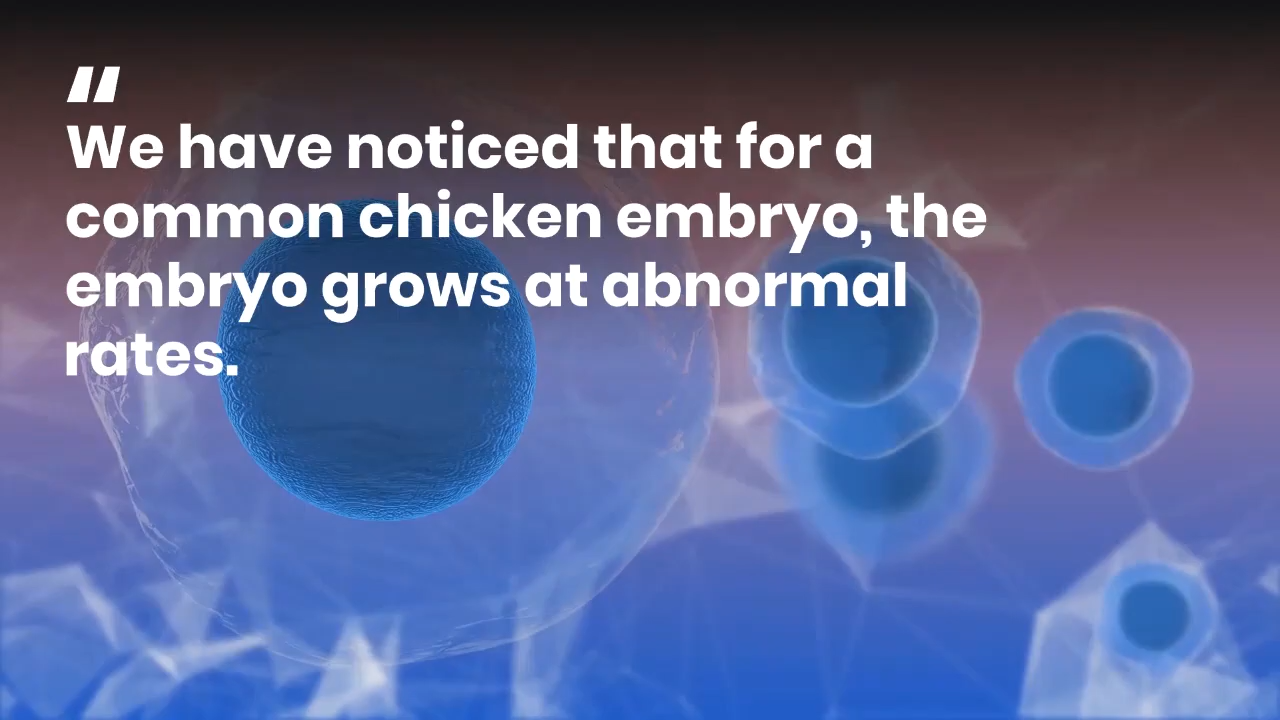 “
We have noticed that for a
common chicken embryo, the
embryo grows at abnormal
rates.